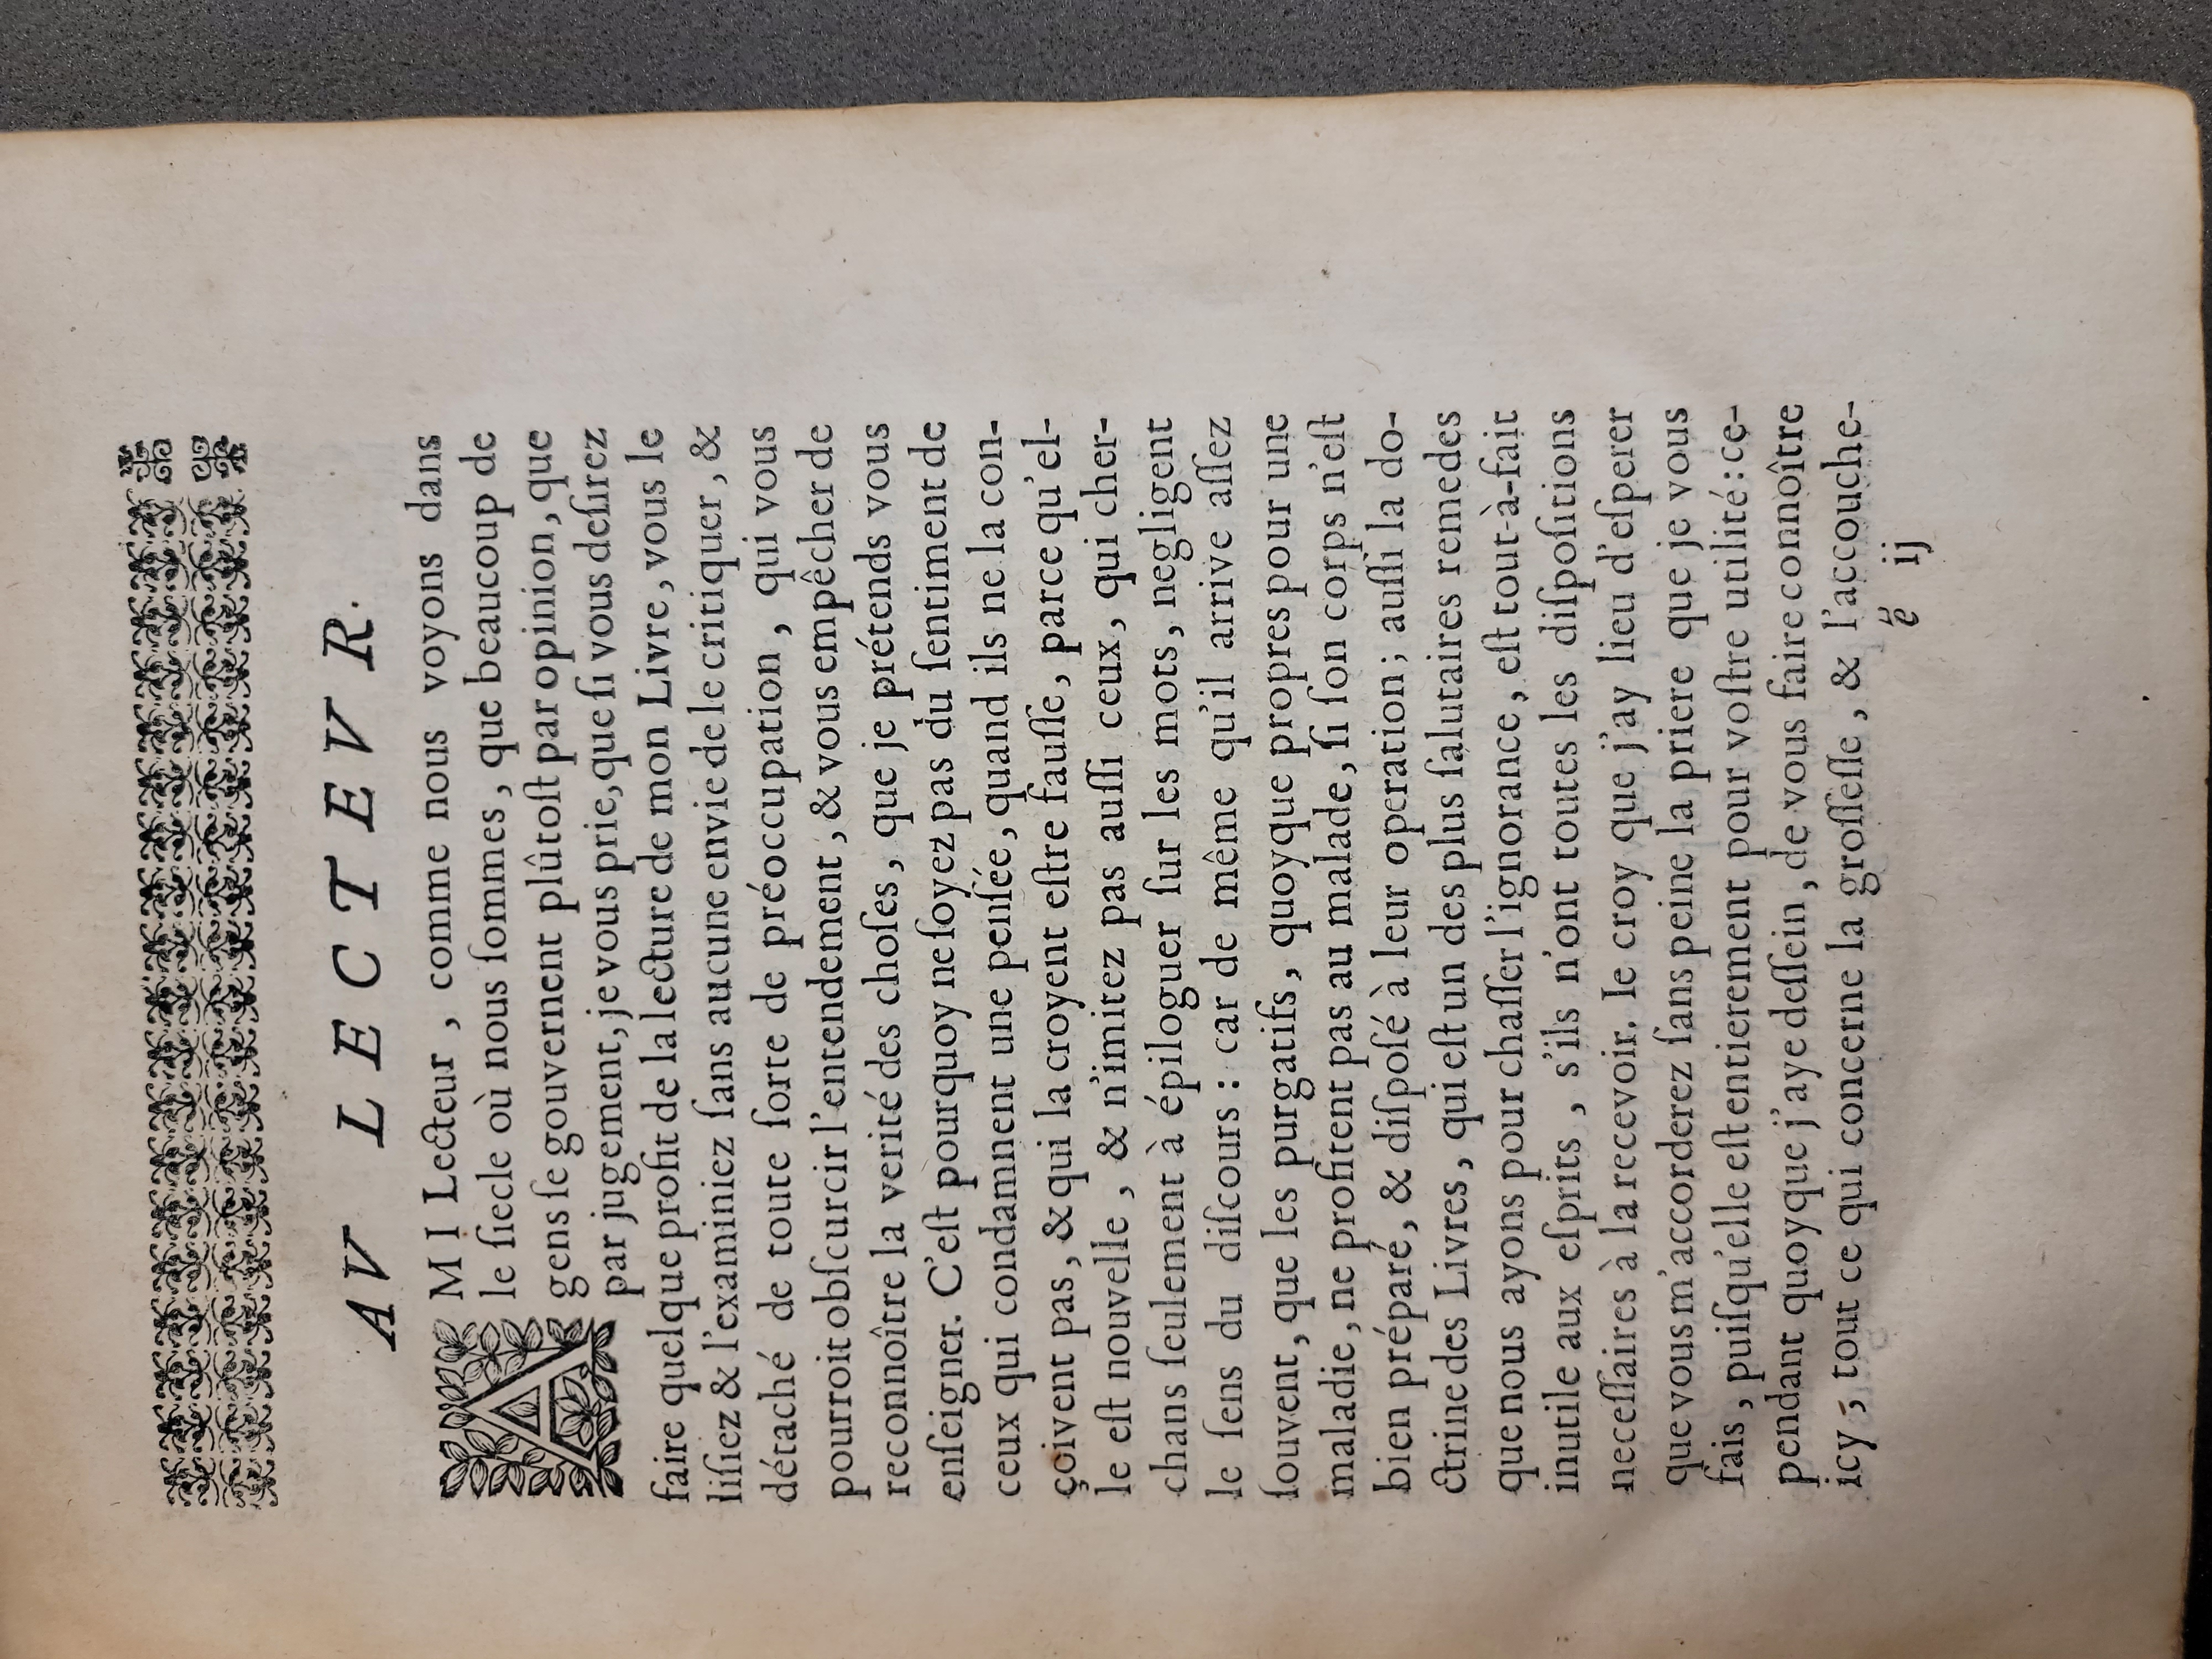 AV LECTEVR.
AMI Lecteur, comme nous voyons dans
le ſiecle où nous ſommes, que beaucoup de
gens ſe gouvernent plûtoſt par opinion, que
par jugement, je vous prie, que ſi vous deſirez
faire quelque profit de la lecture de mon Livre, vous le
liſiez & l'examiniez ſans aucune envie de le critiquer, &
détaché de toute ſorte de préoccupation, qui vous
pourroit obſcurcir l'entendement, & vous empêcher de
reconnoître la verité des choſes, que je prétends vous
enſeigner. C'eſt pourquoy ne ſoyez pas du ſentiment de
ceux qui condamnent une penſée, quand ils ne la con-
çoivent pas, & qui la croyent eſtre fauſſe, parce qu'el-
le eſt nouvelle, & n'imitez pas auſſi ceux, qui cher-
chans ſeulement à épiloguer ſur les mots, negligent
le ſens du diſcours : car de même qu'il arrive aſſez
ſouvent, que les purgatifs, quoyque propres pour une
maladie, ne profitent pas au malade, ſi ſon corps n'eſt
bien préparé, & diſpoſé à leur operation; auſſi la do-
ctrine des Livres, qui eſt un des plus ſalutaires remedes
que nous ayons pour chaſſer l'ignorance, eſt tout-à-fait
inutile aux eſprits, s'ils n'ont toutes les diſpoſitions
neceſſaires à la recevoir. Ie croy que j'ay lieu d'eſperer
que vous m'accorderez ſans peine la priere que je vous
fais, puiſqu'elle eſt entierement pour voſtre utilité : ce-
pendant quoyque j'aye deſſein, de vous faire connoître
icy, tout ce qui concerne la groſſeſſe, & l'accouche-
ë ij